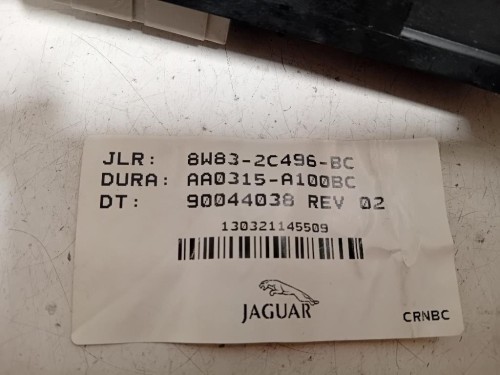 JLR: 8W83-2C496-BC
DURA: AA0315-A100BC
DT: 90044038 REV 02
130321145509
JAGUAR
CRNBC